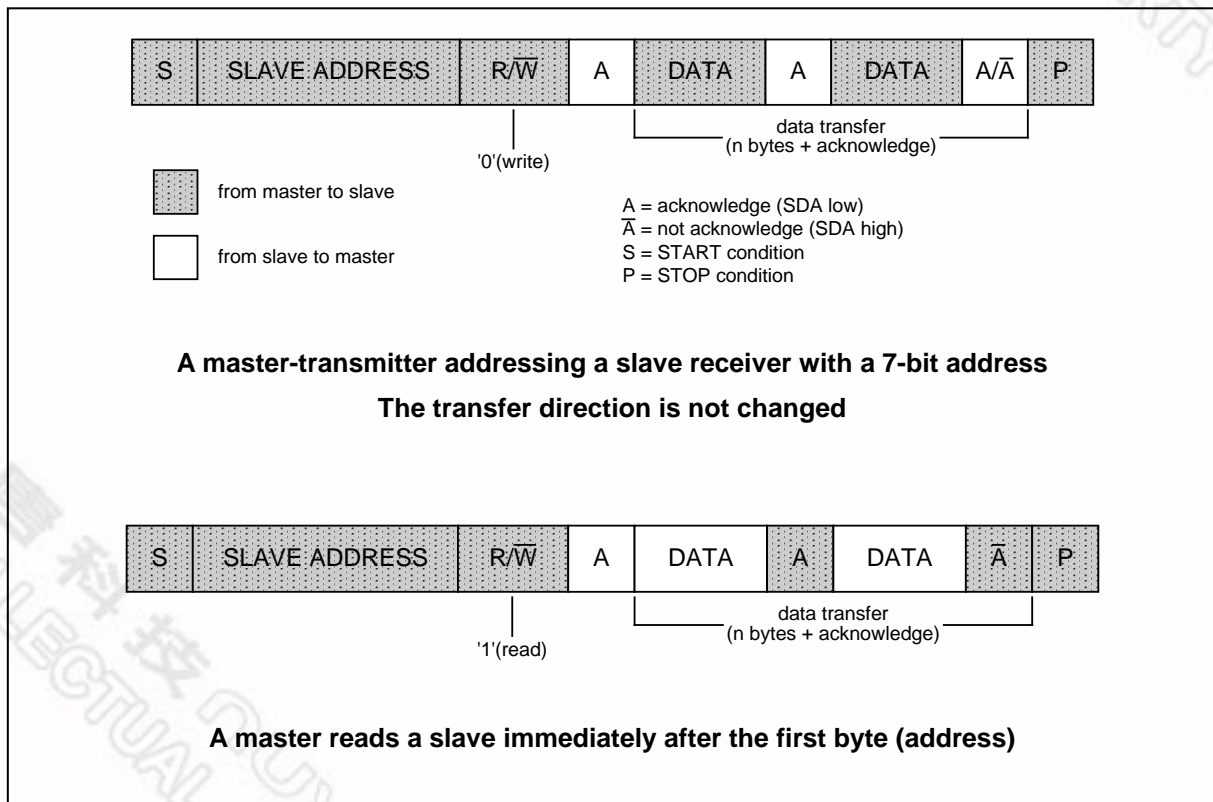 S SLAVE ADDRESS R/W̅ A DATA A DATA A/A̅ P
data transfer
(n bytes + acknowledge)
'0'(write)
from master to slave
from slave to master
A = acknowledge (SDA low)
A̅ = not acknowledge (SDA high)
S = START condition
P = STOP condition
A master-transmitter addressing a slave receiver with a 7-bit address
The transfer direction is not changed
S SLAVE ADDRESS R/W̅ A DATA A DATA A̅ P
data transfer
(n bytes + acknowledge)
'1'(read)
A master reads a slave immediately after the first byte (address)
科技